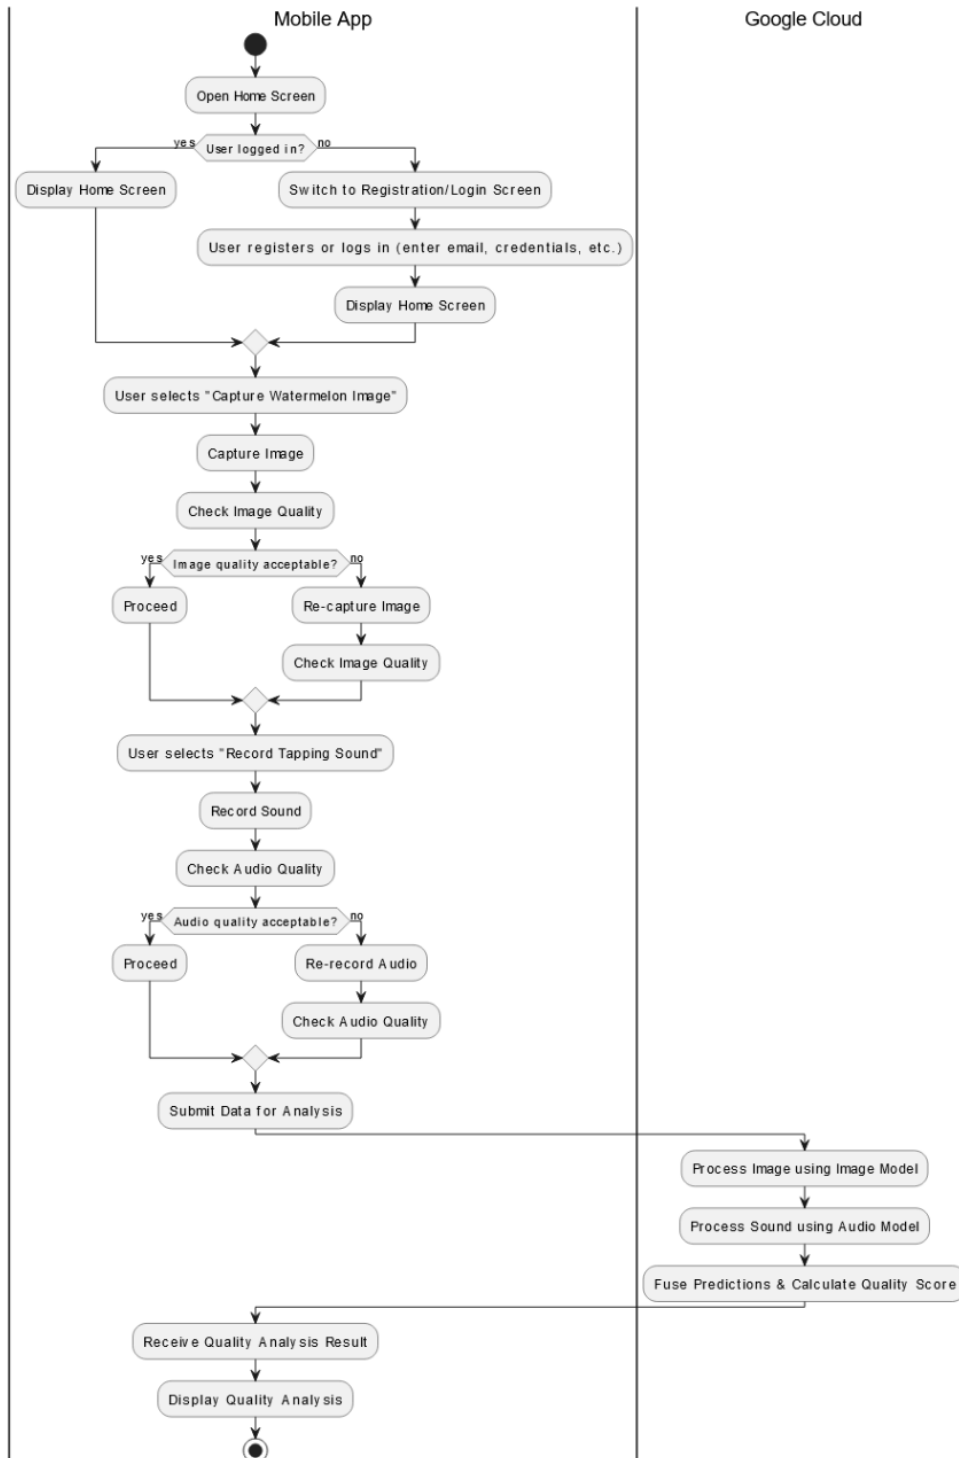 Mobile App
Google Cloud
Open Home Screen
yes
User logged in?
no
Display Home Screen
Switch to Registration/Login Screen
User registers or logs in (enter email, credentials, etc.)
Display Home Screen
User selects "Capture Watermelon Image"
Capture Image
Check Image Quality
yes
Image quality acceptable?
no
Proceed
Re-capture Image
Check Image Quality
User selects "Record Tapping Sound"
Record Sound
Check Audio Quality
yes
Audio quality acceptable?
no
Proceed
Re-record Audio
Check Audio Quality
Submit Data for Analysis
Process Image using Image Model
Process Sound using Audio Model
Fuse Predictions & Calculate Quality Score
Receive Quality Analysis Result
Display Quality Analysis